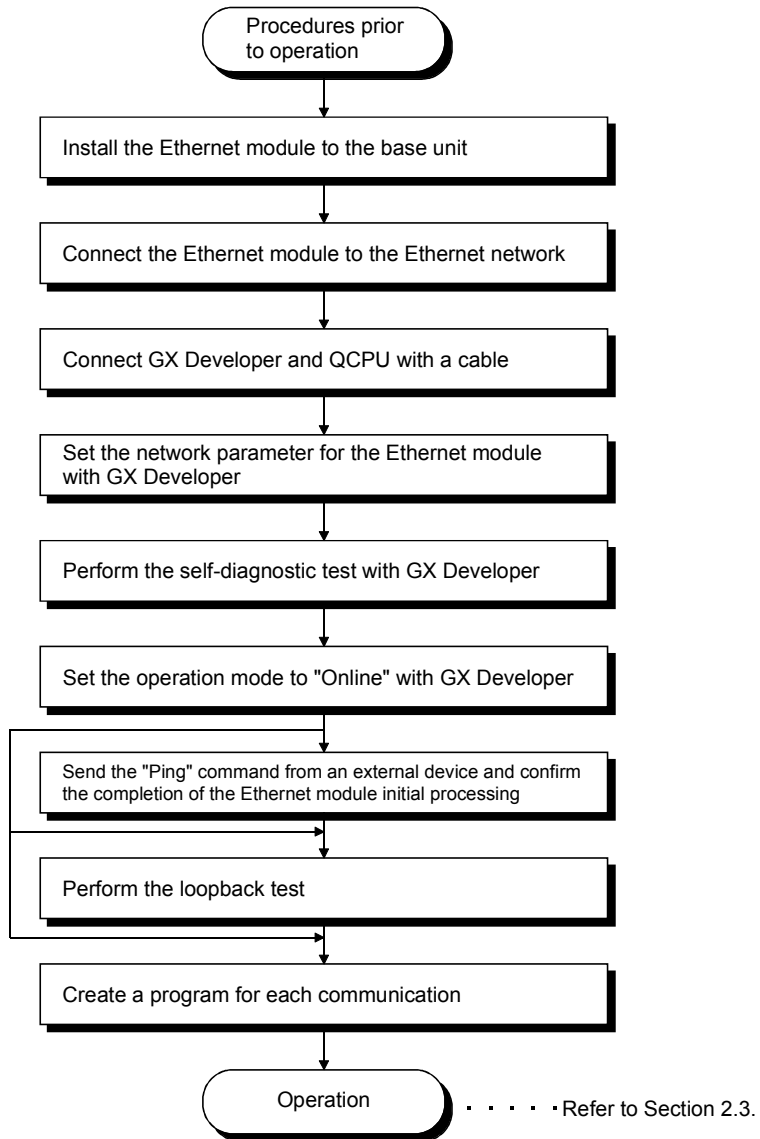 Procedures prior
to operation
Install the Ethernet module to the base unit
Connect the Ethernet module to the Ethernet network
Connect GX Developer and QCPU with a cable
Set the network parameter for the Ethernet module
with GX Developer
Perform the self-diagnostic test with GX Developer
Set the operation mode to "Online" with GX Developer
Send the "Ping" command from an external device and confirm
the completion of the Ethernet module initial processing
Perform the loopback test
Create a program for each communication
Operation
Refer to Section 2.3.